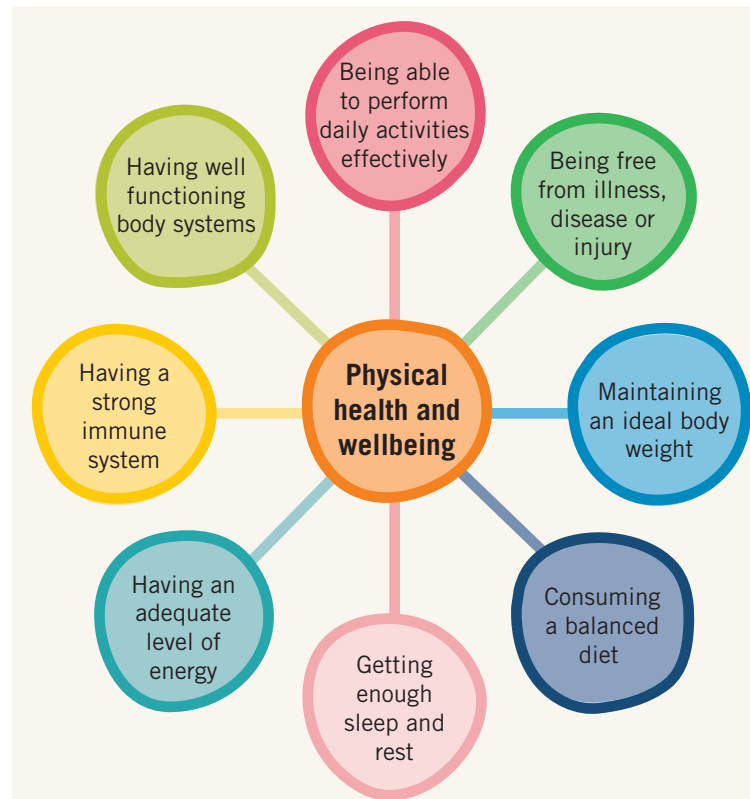 Being able
to perform
daily activities
effectively
Being free
from illness,
disease or
injury
Maintaining
an ideal body
weight
Consuming
a balanced
diet
Getting
enough
sleep and
rest
Having an
adequate
level of
energy
Having a
strong
immune
system
Having well
functioning
body systems
Physical
health and
wellbeing